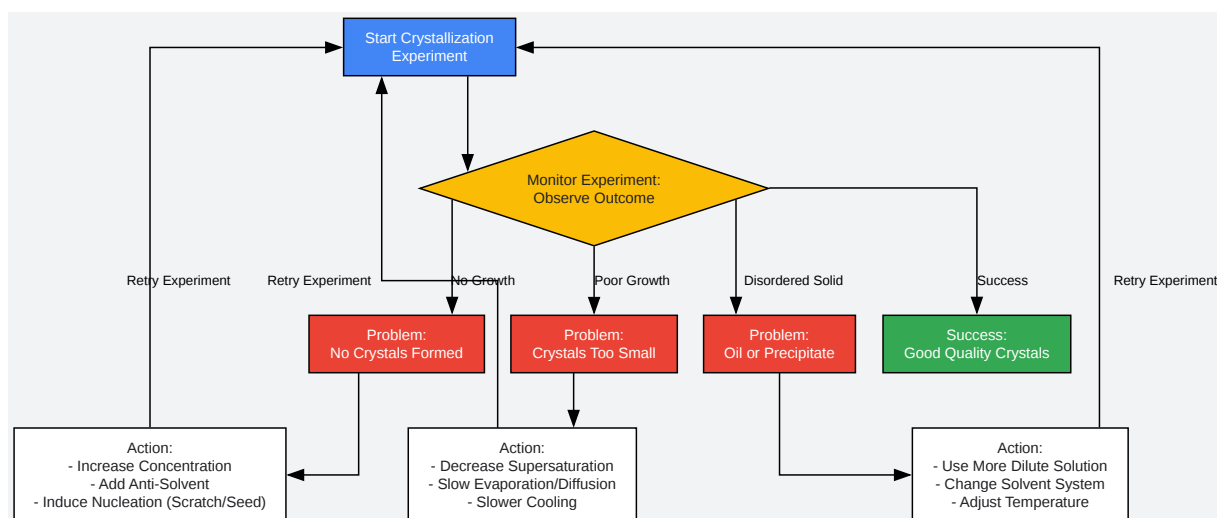 Start Crystallization
Experiment
Monitor Experiment:
Observe Outcome
Retry Experiment
Retry Experiment
No Growth
Poor Growth
Disordered Solid
Success
Retry Experiment
Problem:
No Crystals Formed
Problem:
Crystals Too Small
Problem:
Oil or Precipitate
Success:
Good Quality Crystals
Action:
- Increase Concentration
- Add Anti-Solvent
- Induce Nucleation (Scratch/Seed)
Action:
- Decrease Supersaturation
- Slow Evaporation/Diffusion
- Slower Cooling
Action:
- Use More Dilute Solution
- Change Solvent System
- Adjust Temperature